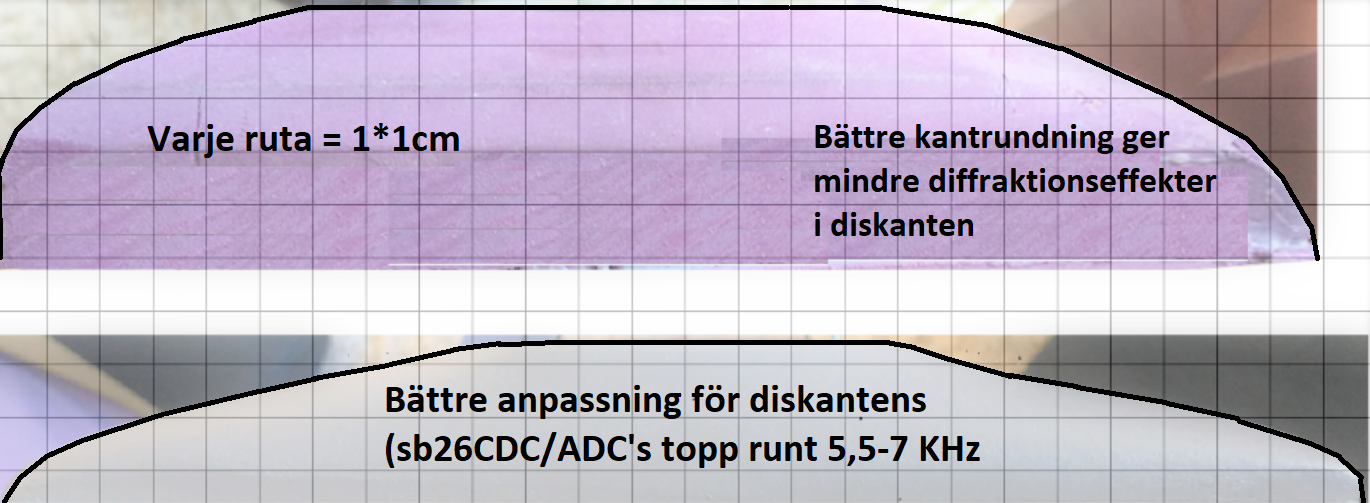 Varje ruta = 1*1cm
Bättre kantrundning ger
mindre diffraktionseffekter
i diskanten
Bättre anpassning för diskantens
(sb26CDC/ADC's topp runt 5,5-7 KHz